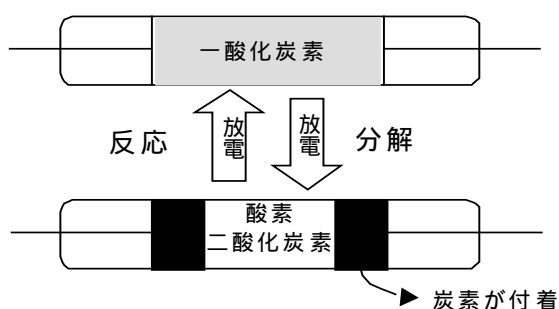 一酸化炭素
反応
放電
放電
分解
酸素
二酸化炭素
炭素が付着